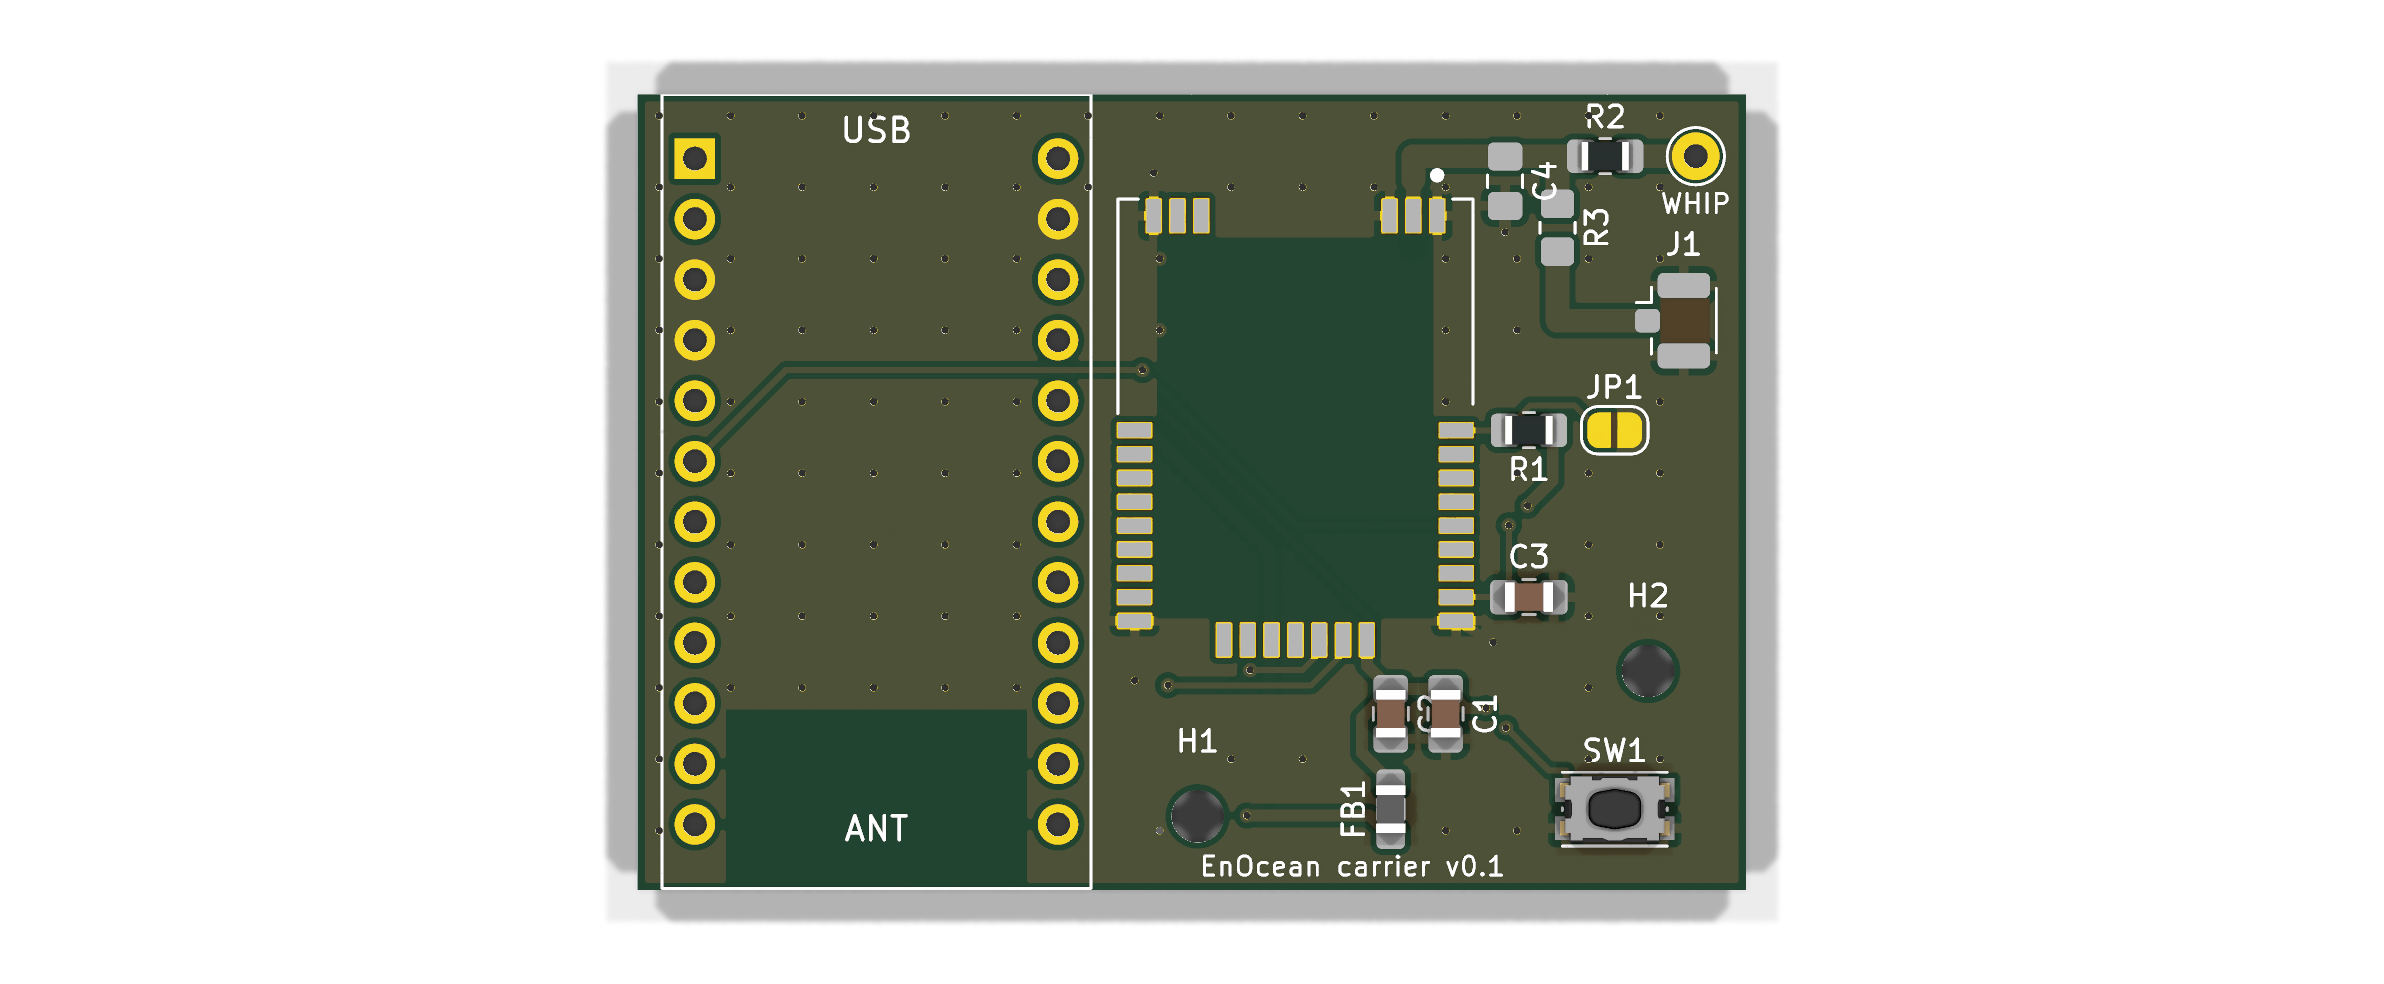 USB
R2
C4
WHIP
R3
J1
JP1
R1
C3
H2
C2
C1
H1
SW1
FB1
ANT
EnOcean carrier v0.1